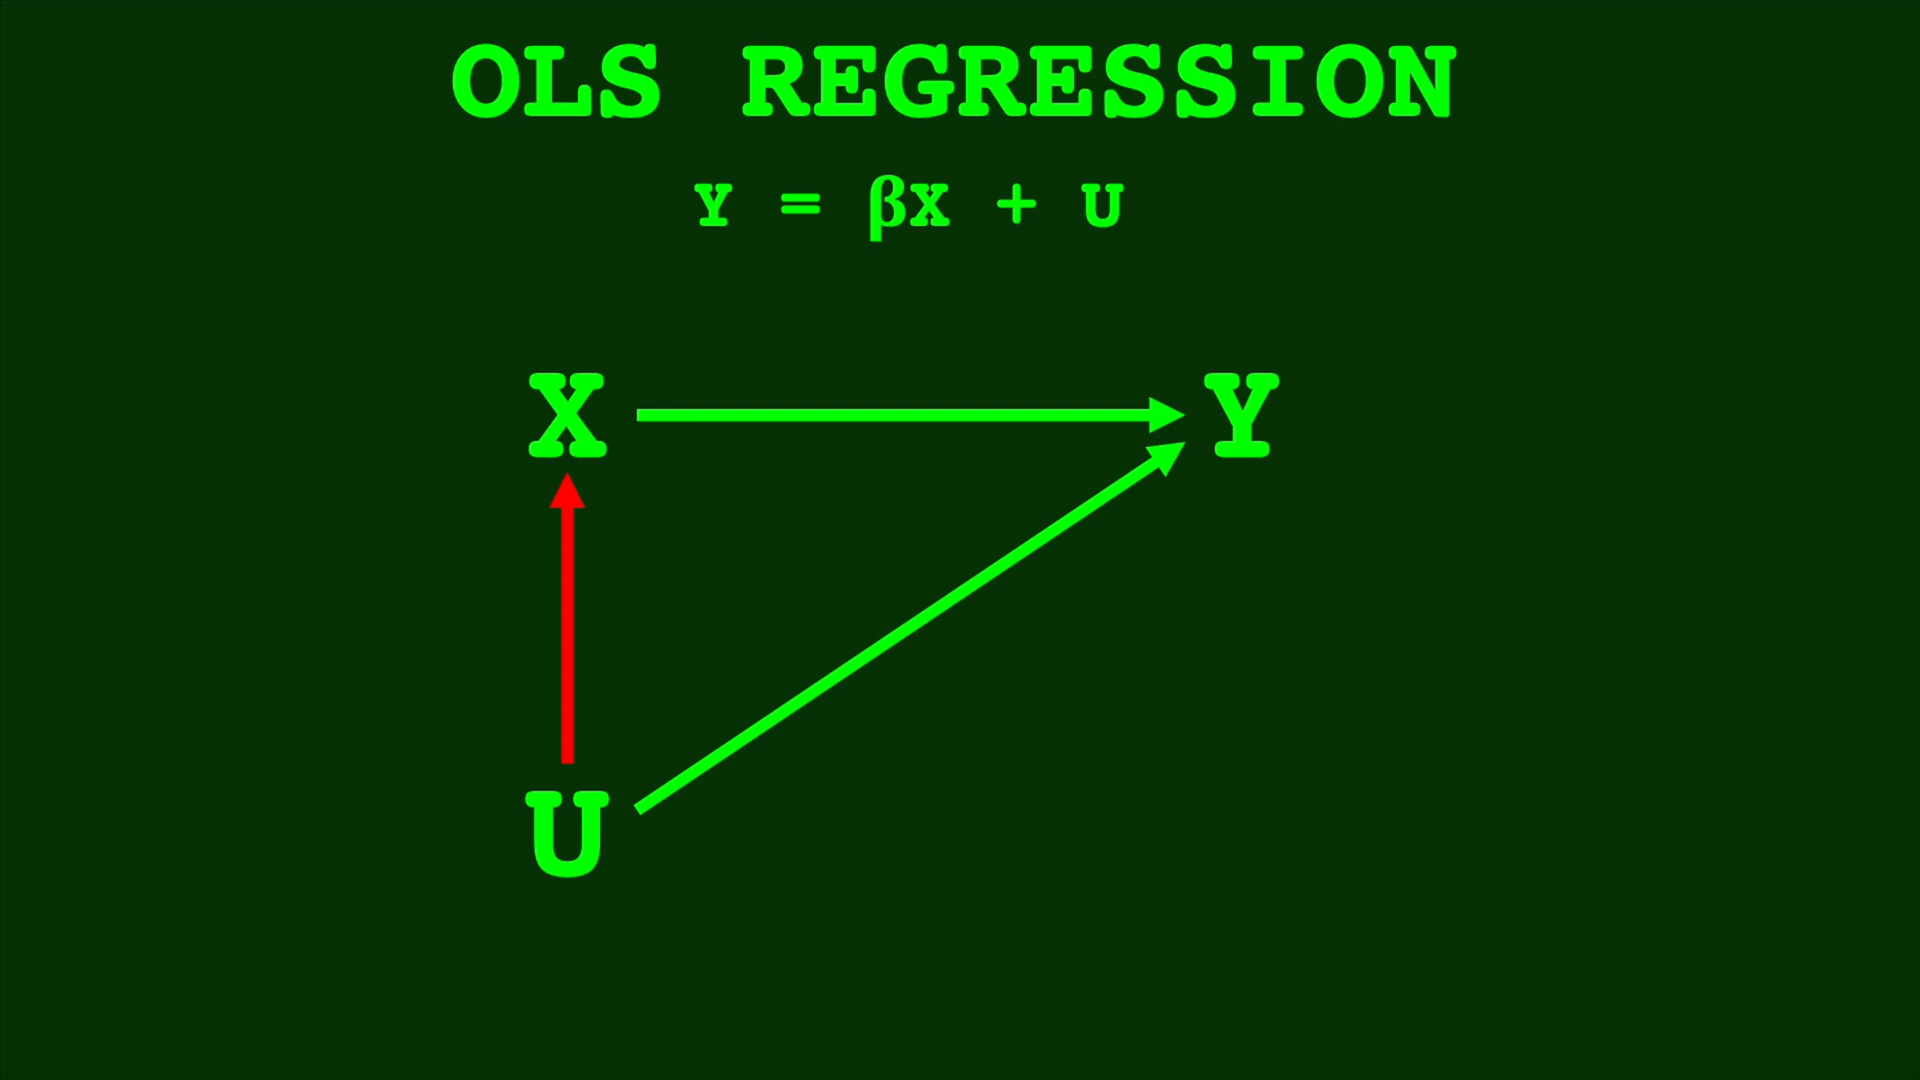 OLS REGRESSION
Y = βX + U
X Y
U